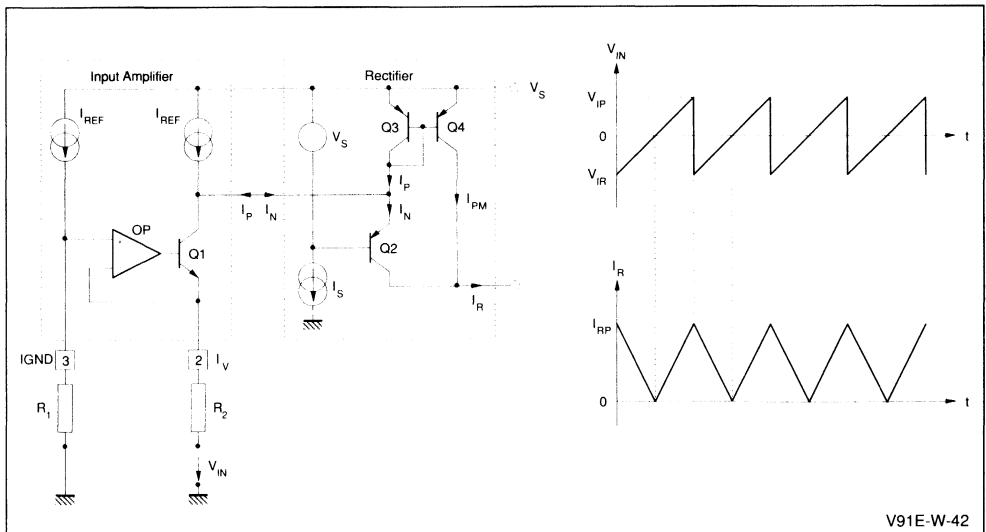 Input Amplifier
Rectifier
I_REF
I_REF
V_S
V_S
Q3
Q4
I_P
I_N
I_P
I_N
I_PM
OP
Q1
Q2
I_S
I_R
IGND
3
2
I_V
R_1
R_2
V_IN
V_IN
V_IP
0
t
V_IR
I_R
I_RP
0
t
V91E-W-42